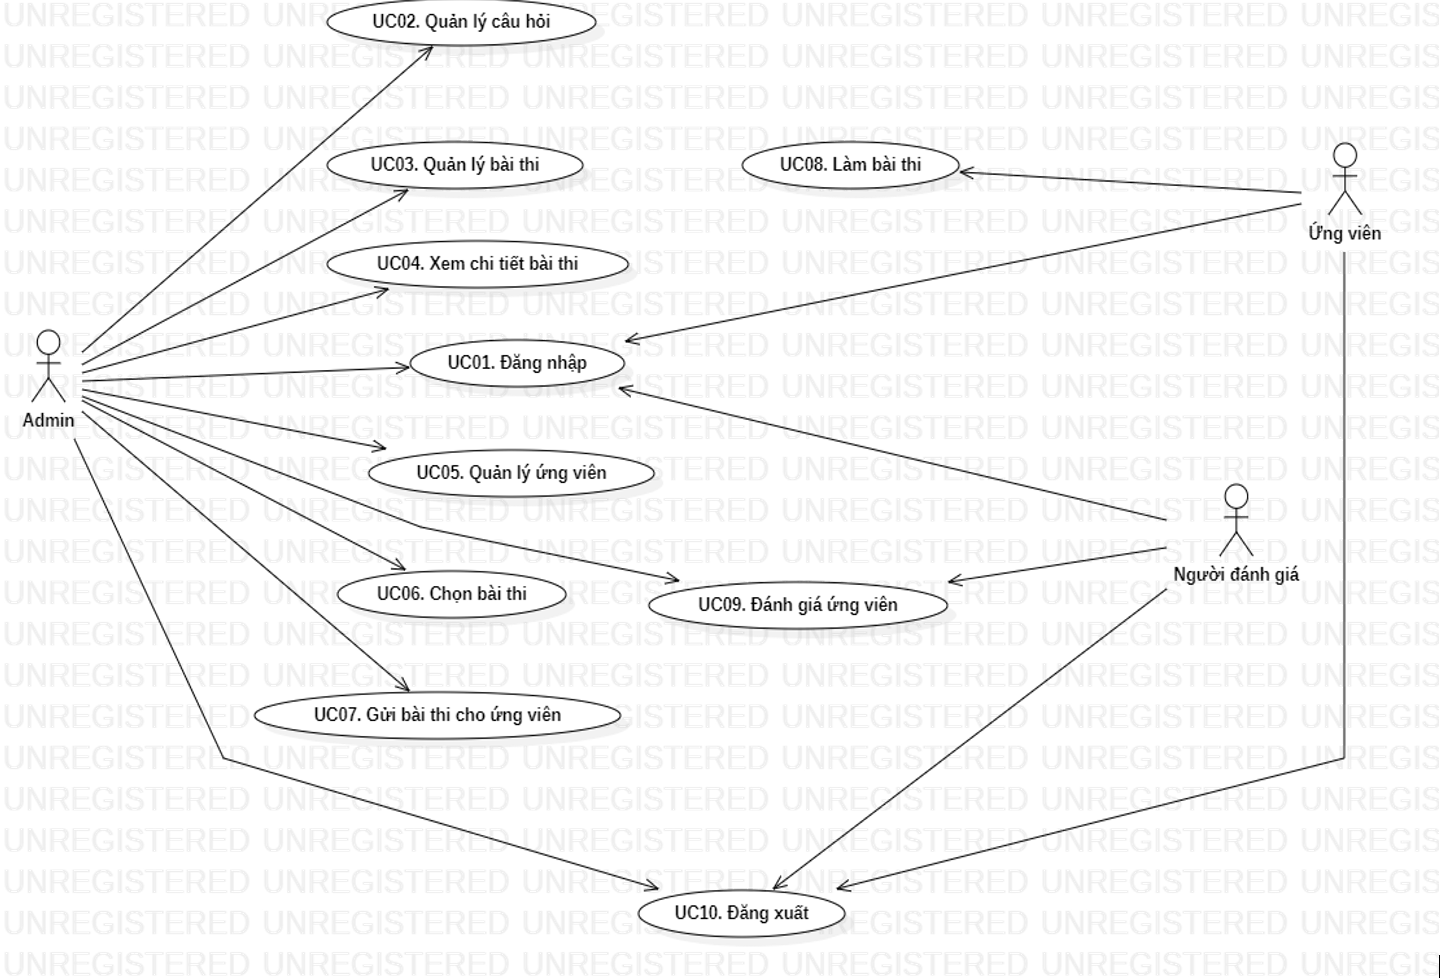 UC02. Quản lý câu hỏi
UC03. Quản lý bài thi
UC08. Làm bài thi
Ứng viên
UC04. Xem chi tiết bài thi
UC01. Đăng nhập
Admin
UC05. Quản lý ứng viên
Người đánh giá
UC06. Chọn bài thi
UC09. Đánh giá ứng viên
UC07. Gửi bài thi cho ứng viên
UC10. Đăng xuất
UNREGISTERED